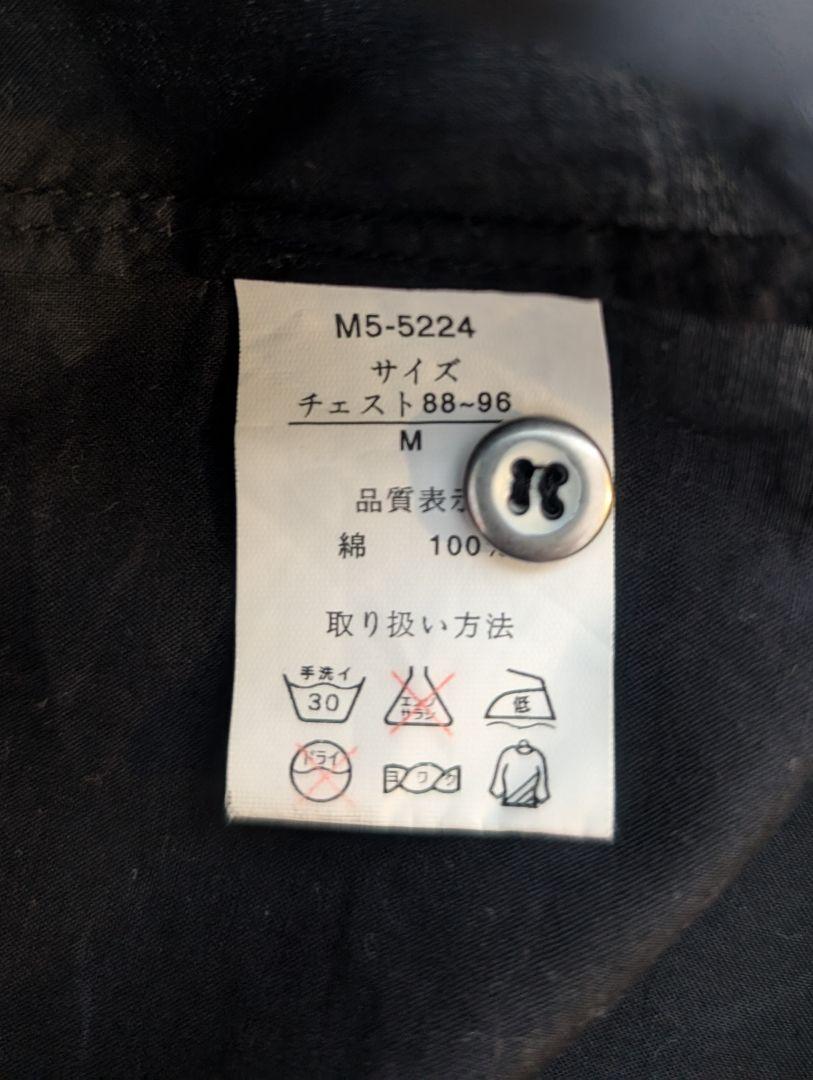 M5-5224
サイズ
チェスト88~96
M
品質表示
綿 100%
取り扱い方法
手洗イ
30
エンソ
サラシ
低
ドライ
ヨワク